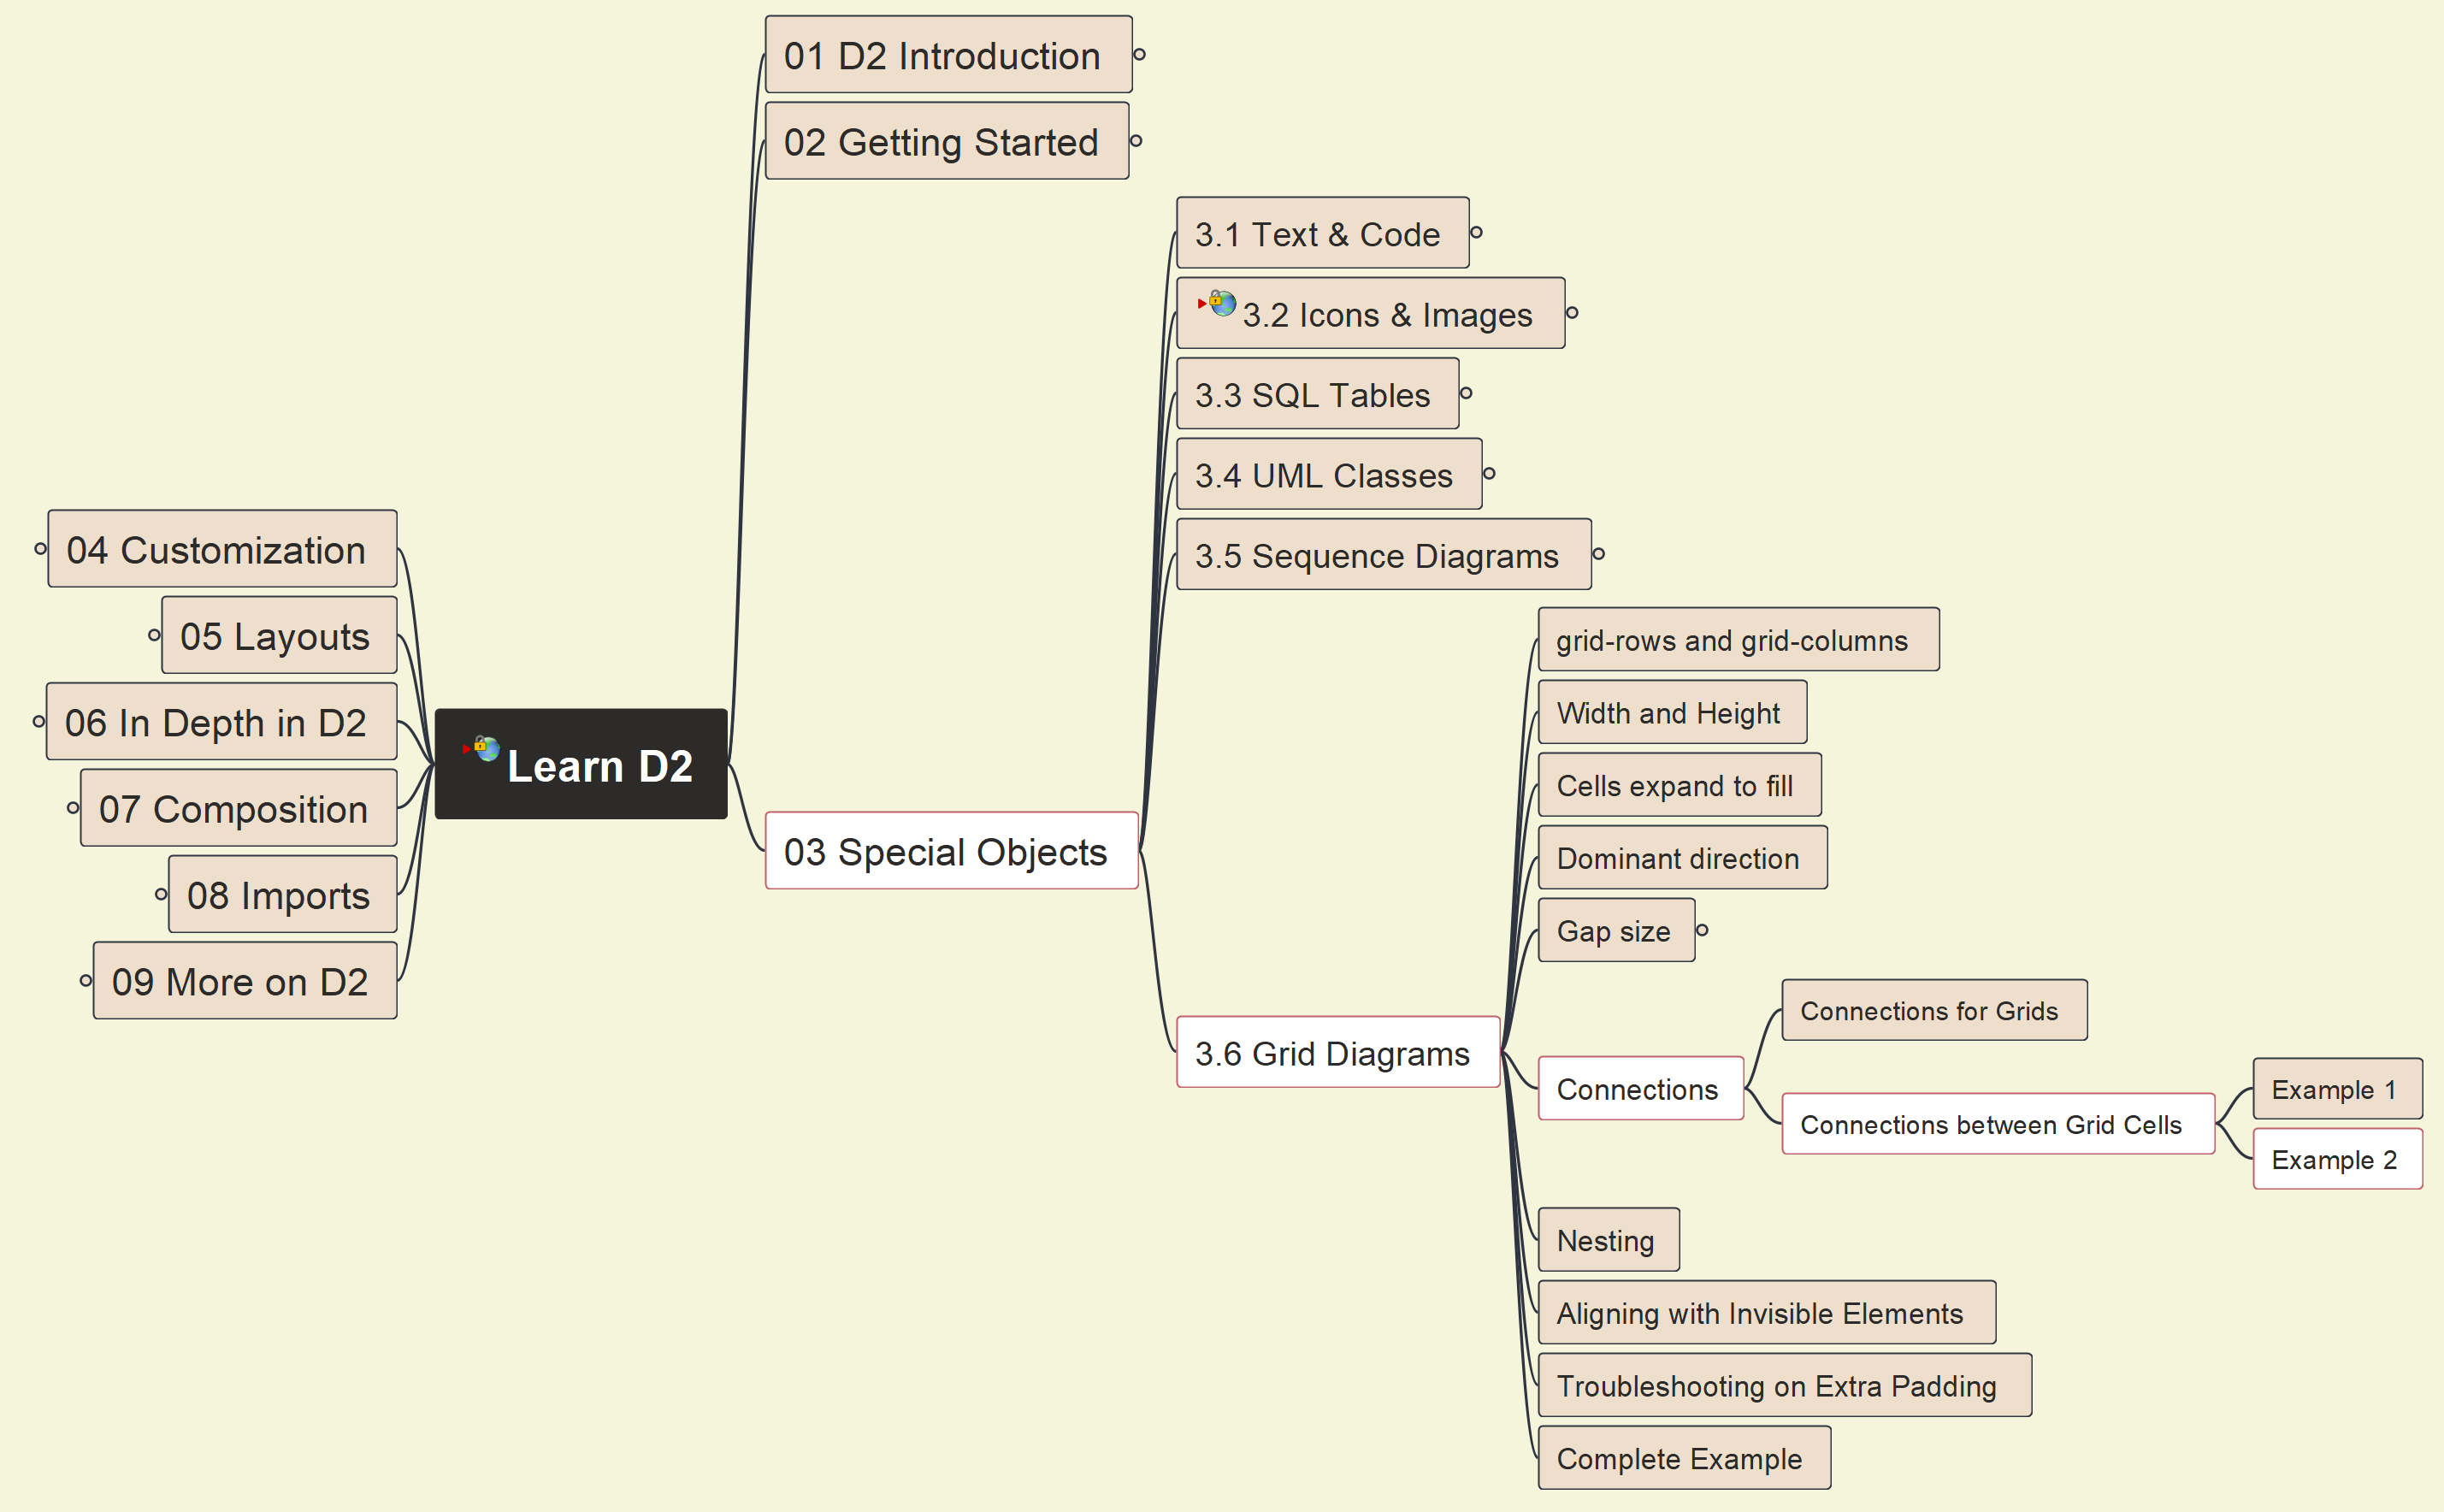 Learn D2
01 D2 Introduction
02 Getting Started
03 Special Objects
3.1 Text & Code
3.2 Icons & Images
3.3 SQL Tables
3.4 UML Classes
3.5 Sequence Diagrams
3.6 Grid Diagrams
grid-rows and grid-columns
Width and Height
Cells expand to fill
Dominant direction
Gap size
Connections
Connections for Grids
Connections between Grid Cells
Example 1
Example 2
Nesting
Aligning with Invisible Elements
Troubleshooting on Extra Padding
Complete Example
04 Customization
05 Layouts
06 In Depth in D2
07 Composition
08 Imports
09 More on D2